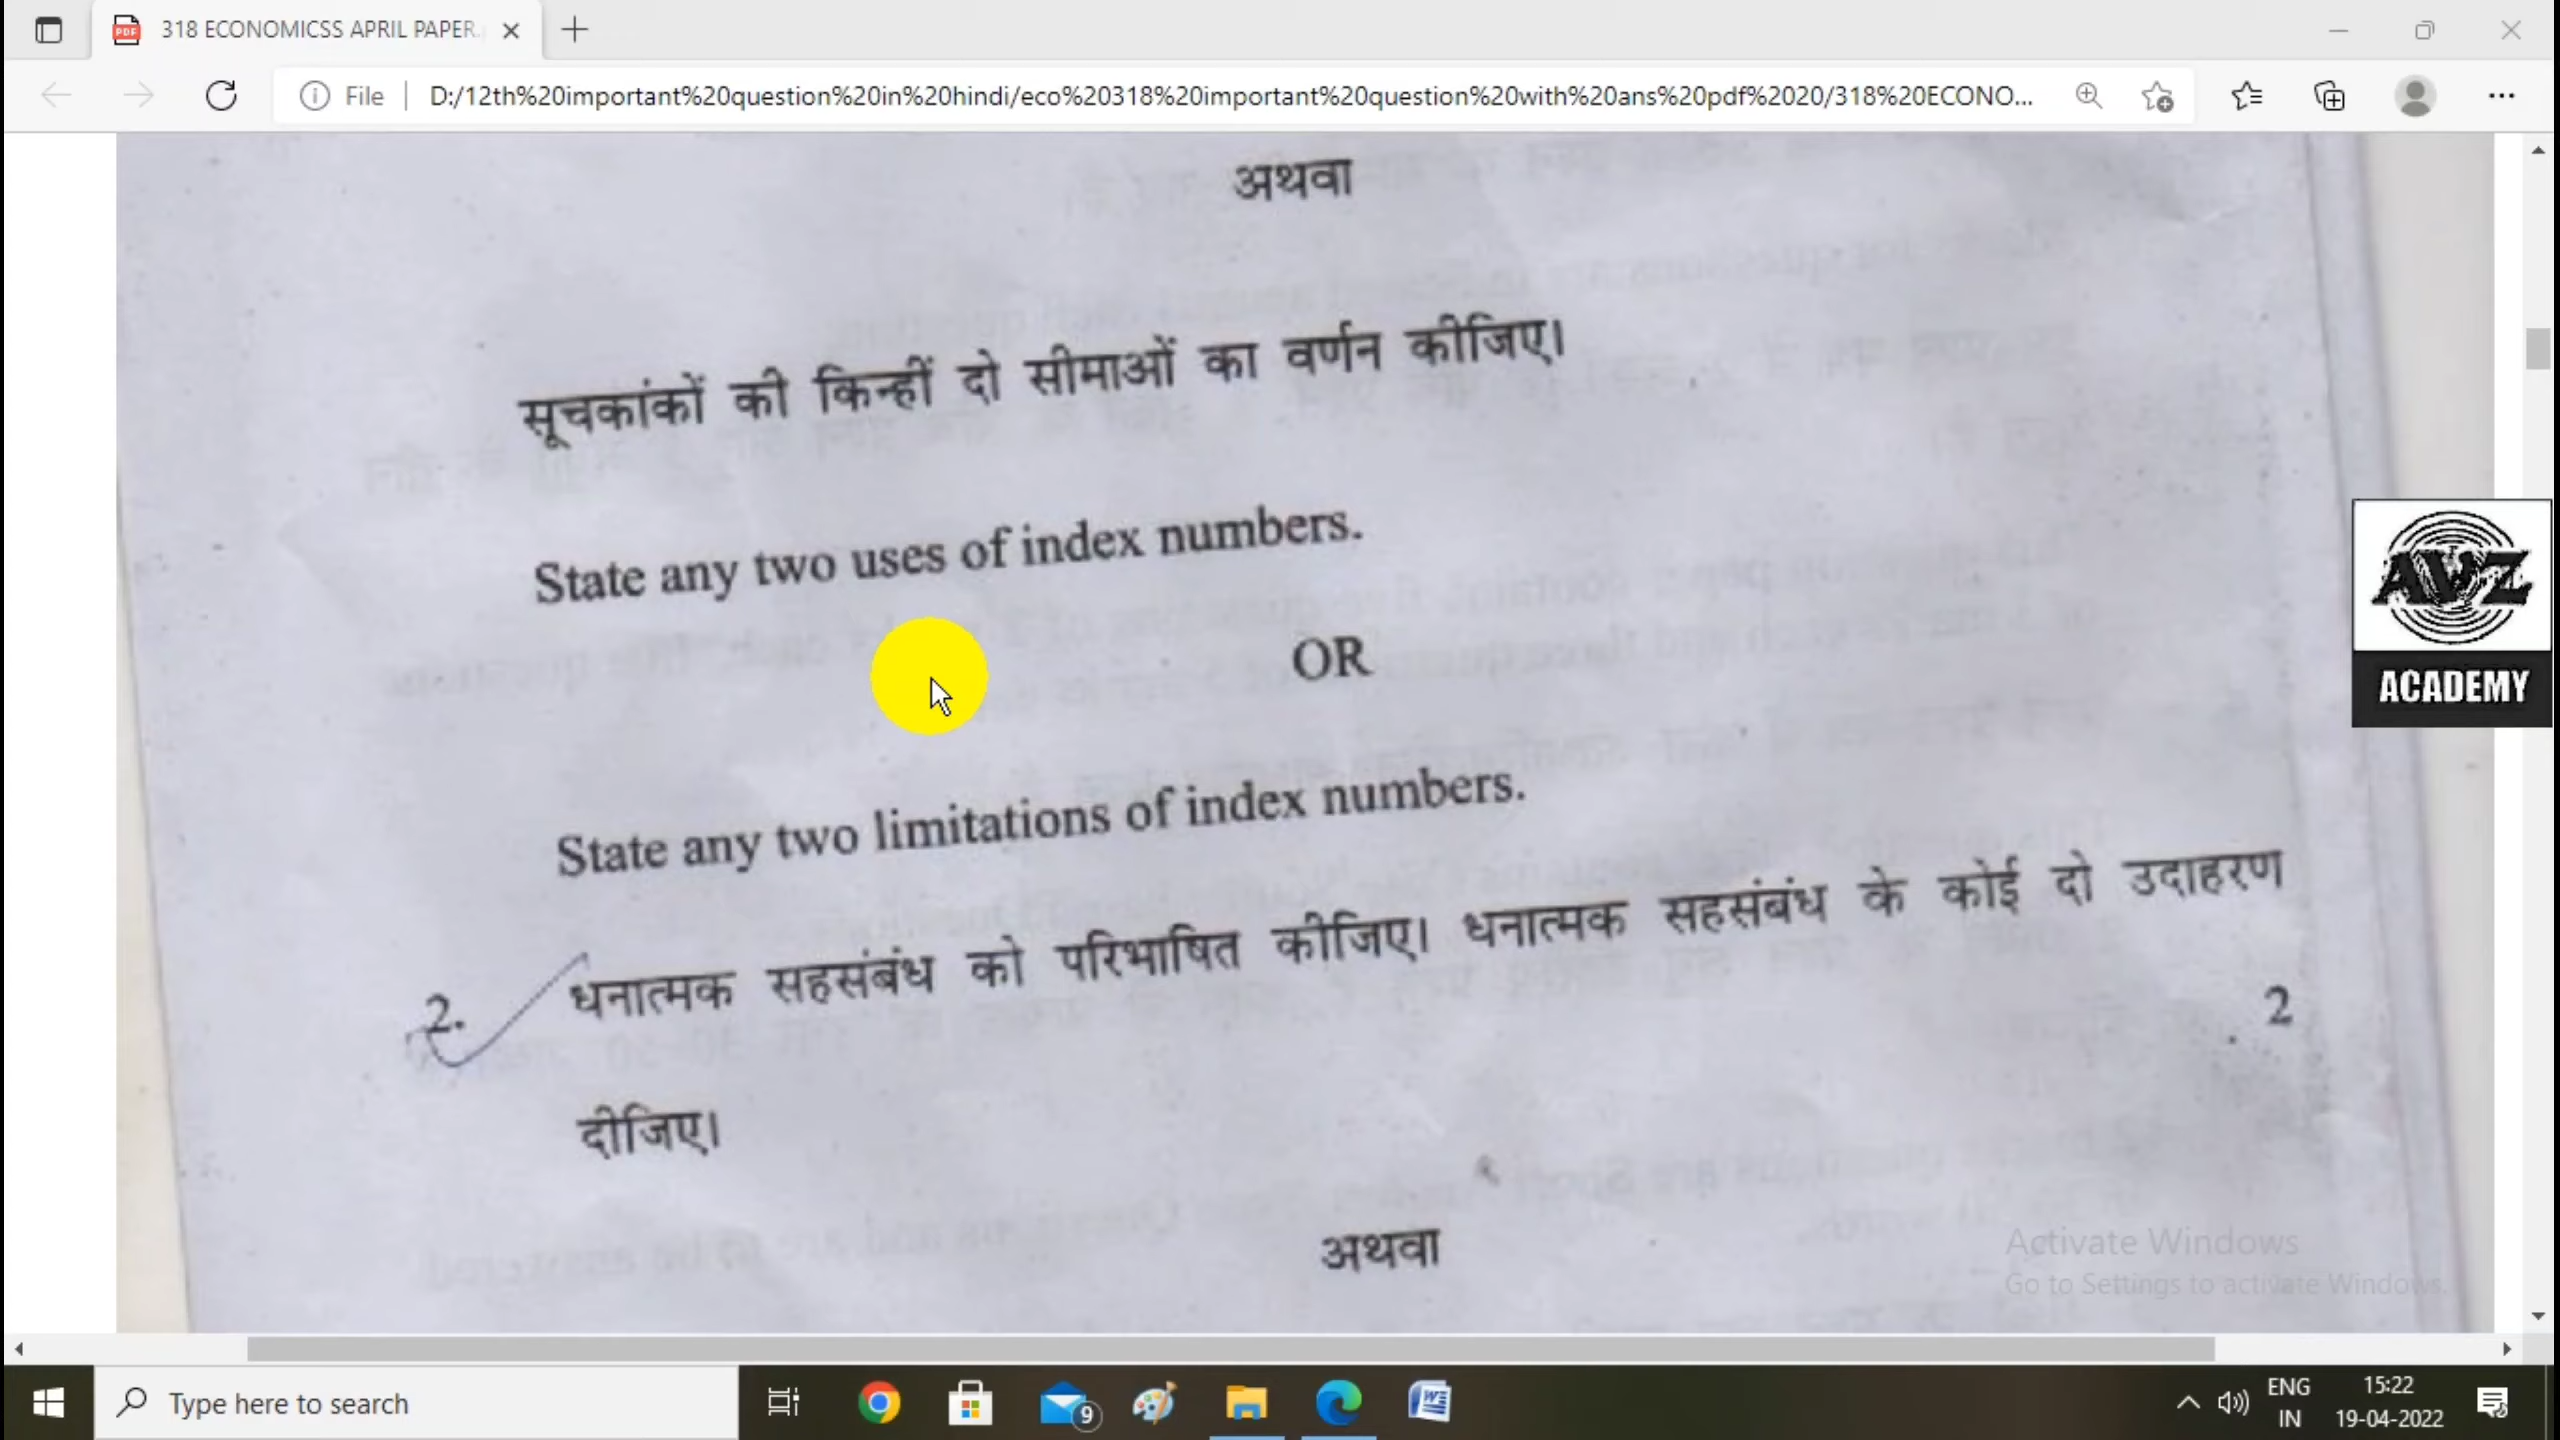 318 ECONOMICSS APRIL PAPER.
File D:/12th%20important%20question%20in%20hindi/eco%20318%20important%20question%20with%20ans%20pdf%2020/318%20ECONO...
अथवा
सूचकांकों की किन्हीं दो सीमाओं का वर्णन कीजिए।
State any two uses of index numbers.
OR
State any two limitations of index numbers.
2. धनात्मक सहसंबंध को परिभाषित कीजिए। धनात्मक सहसंबंध के कोई दो उदाहरण
2
दीजिए।
अथवा
AVZ
ACADEMY
Activate Windows
Go to Settings to activate Windows.
Type here to search
9
ENG
IN
15:22
19-04-2022